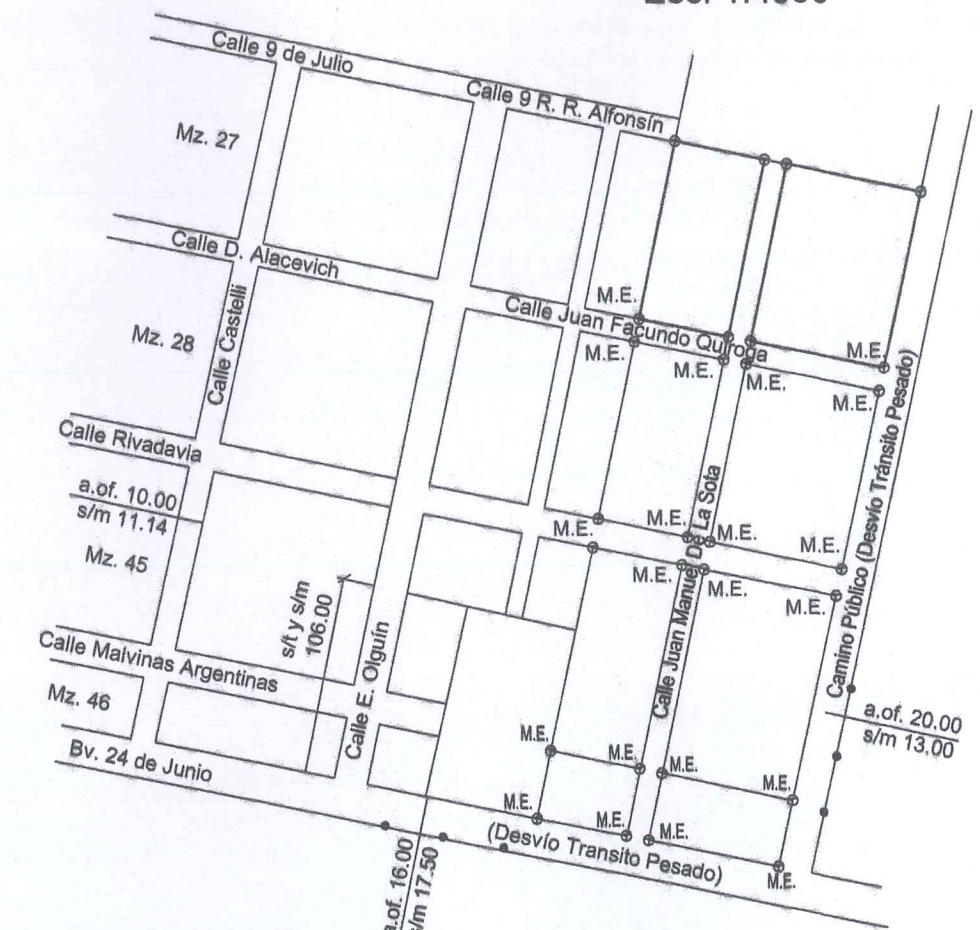 Calle 9 de Julio
Calle 9 R. R. Alfonsín
Mz. 27
Calle D. Alacevich
Calle Castelli
Mz. 28
M.E.
Calle Juan Facundo Quiroga
M.E.
M.E.
M.E.
M.E.
M.E.
Calle Rivadavia
a.of. 10.00
s/m 11.14
Mz. 45
M.E.
M.E.
M.E.
M.E.
M.E.
M.E.
M.E.
Calle Juan Manuel De La Sota
Camino Público (Desvío Tránsito Pesado)
s/t y s/m
106.00
Calle E. Olguín
Calle Malvinas Argentinas
Mz. 46
a.of. 20.00
s/m 13.00
Bv. 24 de Junio
M.E.
M.E.
M.E.
M.E.
M.E.
M.E.
M.E.
(Desvío Transito Pesado)
a.of. 16.00
s/m 17.50